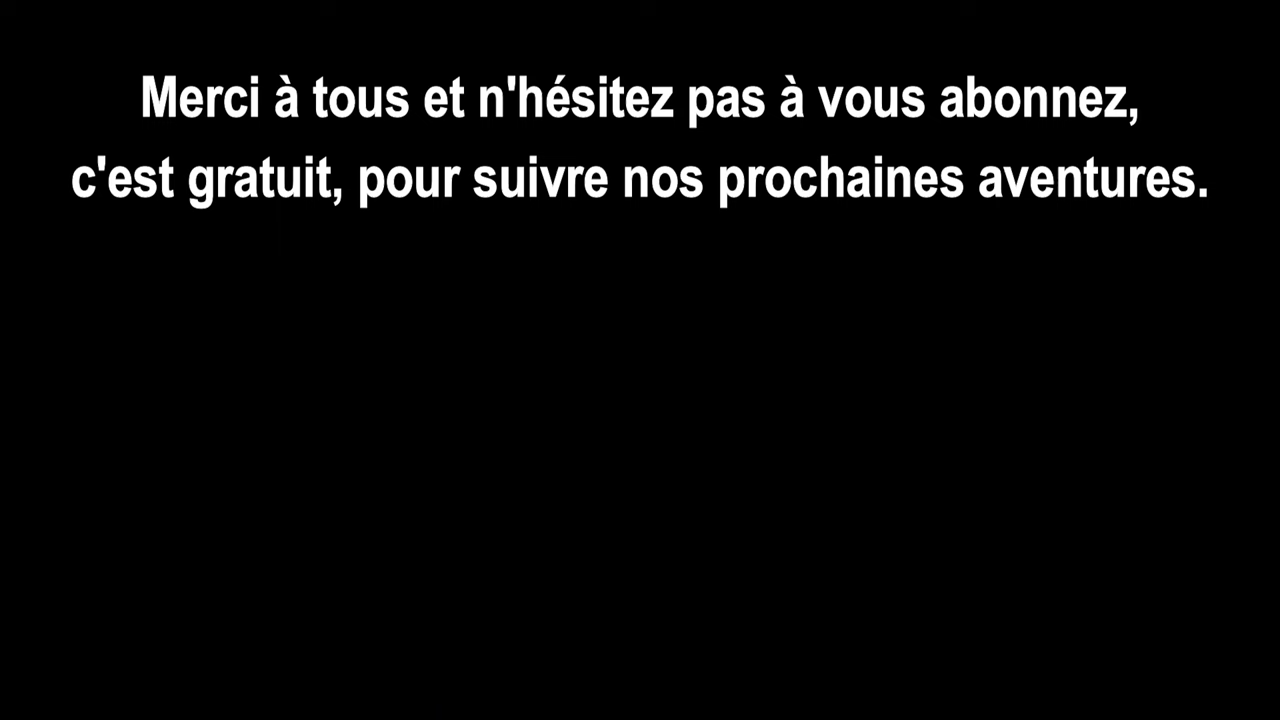 Merci à tous et n'hésitez pas à vous abonnez,
c'est gratuit, pour suivre nos prochaines aventures.